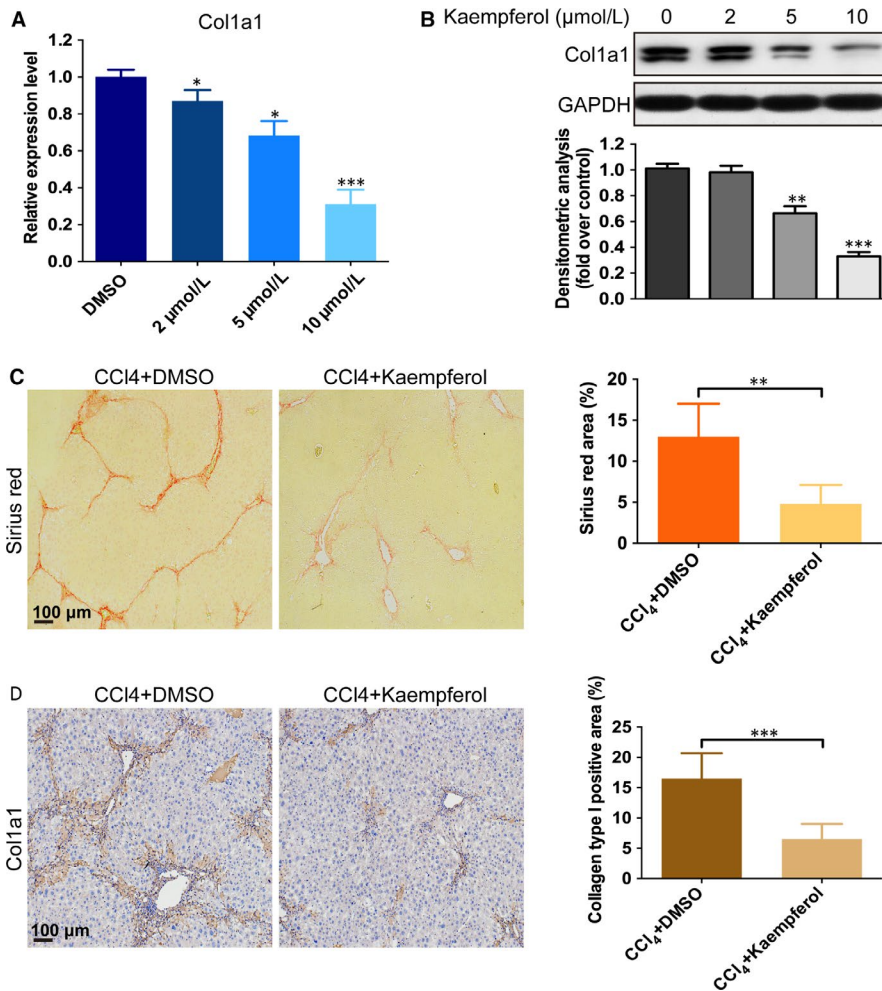 A
Col1a1
Relative expression level
1.2
1.0
0.8
0.6
0.4
0.2
0.0
*
*
***
DMSO
2 μmol/L
5 μmol/L
10 μmol/L
B
Kaempferol (μmol/L) 0 2 5 10
Col1a1
GAPDH
Densitometric analysis
(fold over control)
1.2
1.0
0.8
0.6
0.4
0.2
0.0
**
***
C
CCl4+DMSO
CCl4+Kaempferol
Sirius red
100 μm
Sirius red area (%)
20
15
10
5
0
**
CCl₄+DMSO
CCl₄+Kaempferol
D
CCl4+DMSO
CCl4+Kaempferol
Col1a1
100 μm
Collagen type I positive area (%)
25
20
15
10
5
0
***
CCl₄+DMSO
CCl₄+Kaempferol